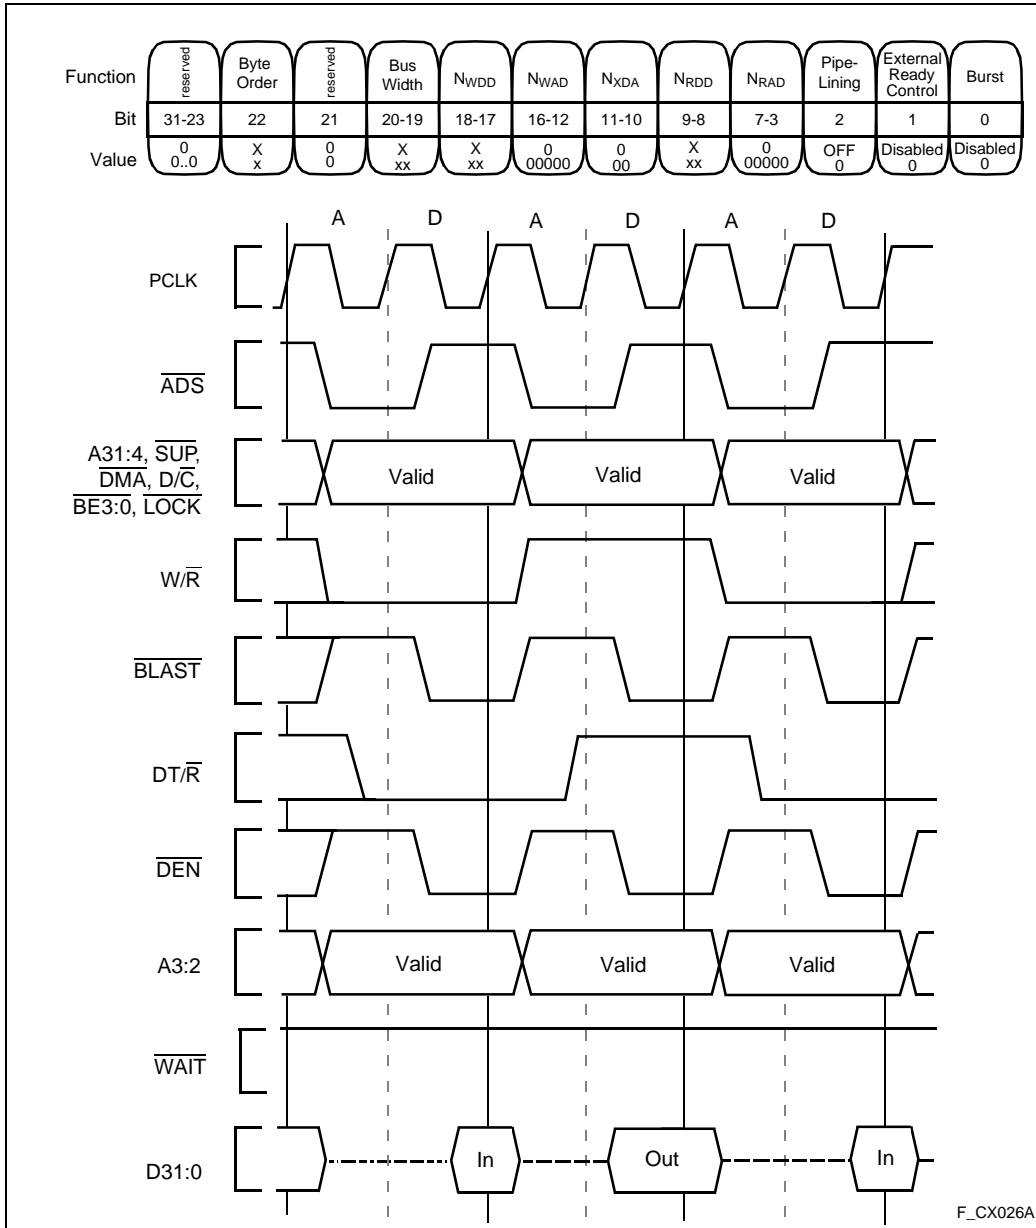 Function reserved Byte Order reserved Bus Width NWDD NWAD NXDA NRDD NRAD Pipe-Lining External Ready Control Burst
Bit 31-23 22 21 20-19 18-17 16-12 11-10 9-8 7-3 2 1 0
Value 0 X 0 X X 0 0 X 0 OFF Disabled Disabled
0..0 x 0 xx xx 00000 00 xx 00000 0 0 0
A D A D A D
PCLK
ADS
A31:4, SUP,
DMA, D/C,
BE3:0, LOCK
Valid Valid Valid
W/R
BLAST
DT/R
DEN
A3:2 Valid Valid Valid
WAIT
D31:0 In Out In
F_CX026A